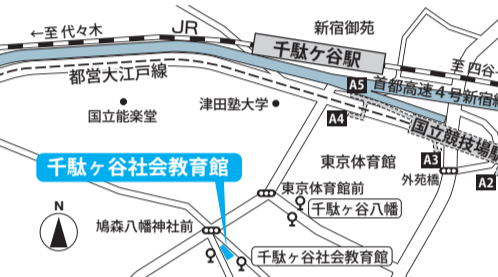 ←至 代々木
JR
新宿御苑
千駄ケ谷駅
至 四谷
都営大江戸線
首都高速4号新宿線
A5
国立能楽堂
津田塾大学
A4
国立競技場駅
千駄ヶ谷社会教育館
東京体育館
A3
外苑橋
A2
東京体育館前
千駄ヶ谷八幡
N
鳩森八幡神社前
千駄ヶ谷社会教育館